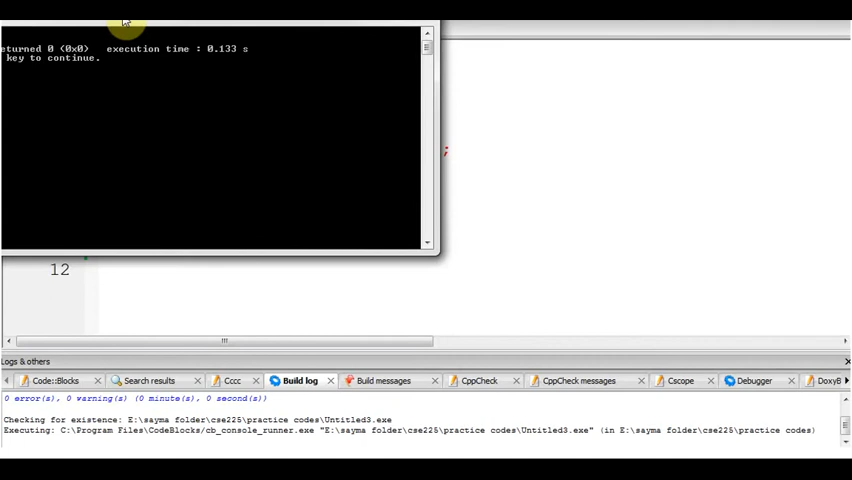 eturned 0 (0x0) execution time : 0.133 s
key to continue.
;
12
Logs & others
Code::Blocks Search results Cccc Build log Build messages CppCheck CppCheck messages Cscope Debugger DoxyB
0 error(s), 0 warning(s) (0 minute(s), 0 second(s))
Checking for existence: E:\sayma folder\cse225\practice codes\Untitled3.exe
Executing: C:\Program Files\CodeBlocks/cb_console_runner.exe "E:\sayma folder\cse225\practice codes\Untitled3.exe" (in E:\sayma folder\cse225\practice codes)